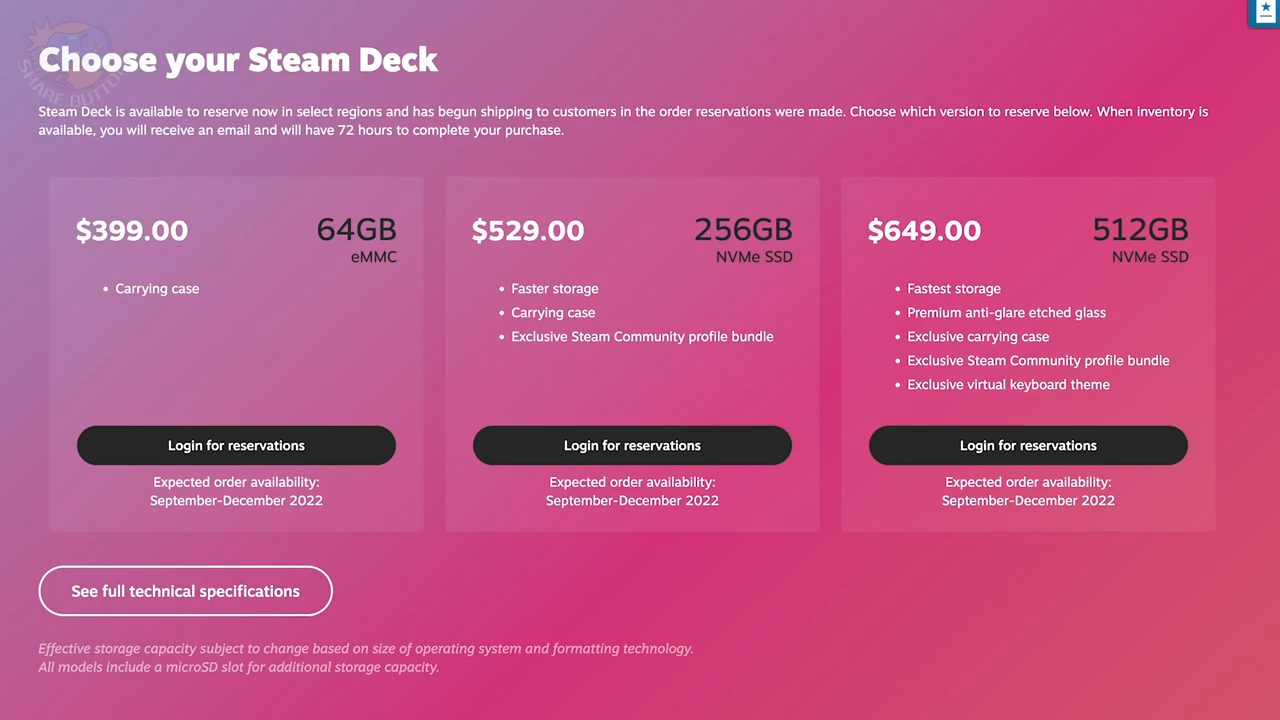 SHARE BUTTON
Choose your Steam Deck
Steam Deck is available to reserve now in select regions and has begun shipping to customers in the order reservations were made. Choose which version to reserve below. When inventory is
available, you will receive an email and will have 72 hours to complete your purchase.
$399.00
64GB
eMMC
• Carrying case
Login for reservations
Expected order availability:
September-December 2022
$529.00
256GB
NVMe SSD
• Faster storage
• Carrying case
• Exclusive Steam Community profile bundle
Login for reservations
Expected order availability:
September-December 2022
$649.00
512GB
NVMe SSD
• Fastest storage
• Premium anti-glare etched glass
• Exclusive carrying case
• Exclusive Steam Community profile bundle
• Exclusive virtual keyboard theme
Login for reservations
Expected order availability:
September-December 2022
See full technical specifications
Effective storage capacity subject to change based on size of operating system and formatting technology.
All models include a microSD slot for additional storage capacity.